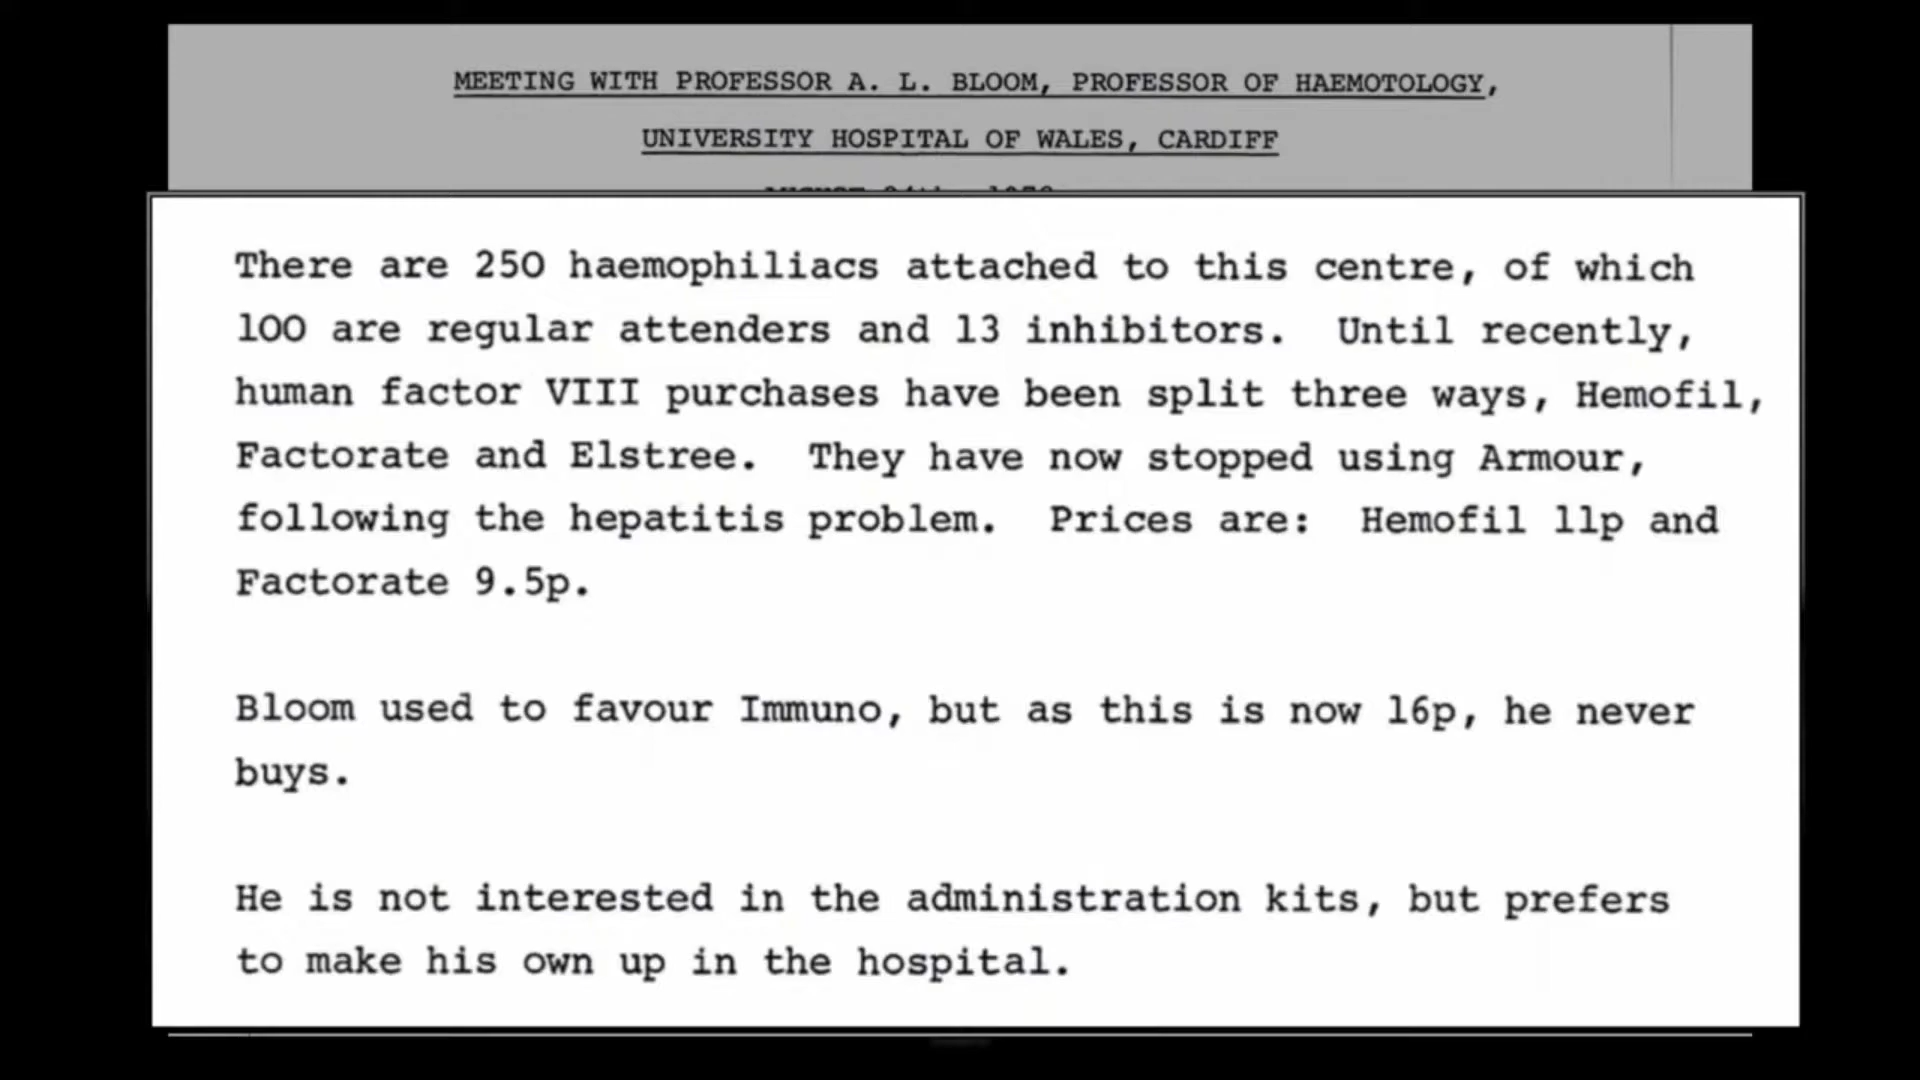 MEETING WITH PROFESSOR A. L. BLOOM, PROFESSOR OF HAEMOTOLOGY,
UNIVERSITY HOSPITAL OF WALES, CARDIFF
There are 250 haemophiliacs attached to this centre, of which
100 are regular attenders and 13 inhibitors. Until recently,
human factor VIII purchases have been split three ways, Hemofil,
Factorate and Elstree. They have now stopped using Armour,
following the hepatitis problem. Prices are: Hemofil 11p and
Factorate 9.5p.
Bloom used to favour Immuno, but as this is now 16p, he never
buys.
He is not interested in the administration kits, but prefers
to make his own up in the hospital.